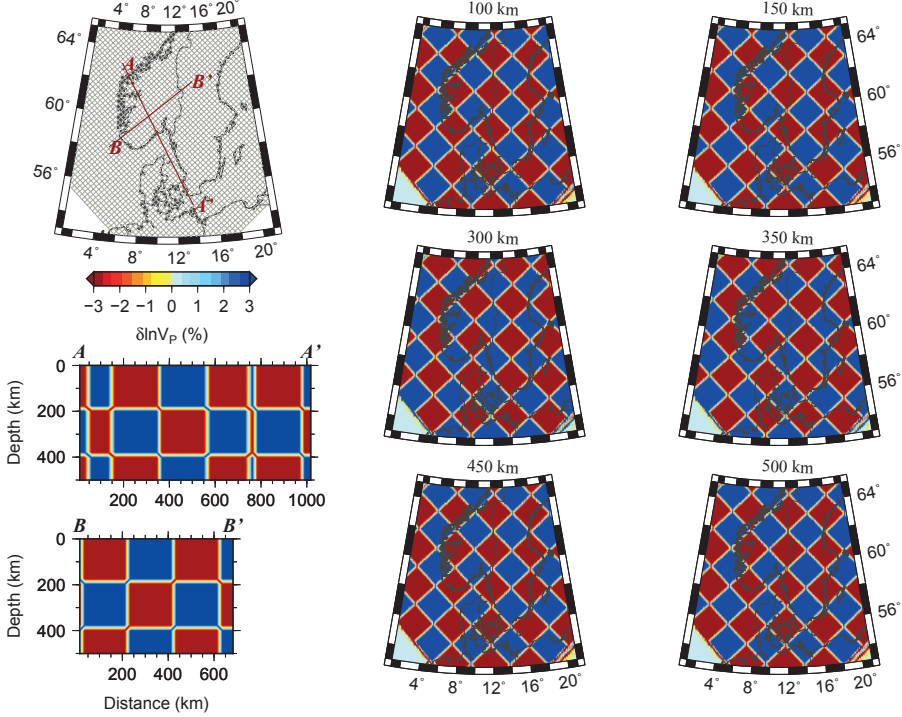 4° 8° 12° 16° 20°
64°
60°
56°
A
B'
B
A'
4° 8° 12° 16° 20°
−3 −2 −1 0 1 2 3
δlnVP (%)
A A'
0
200
400
Depth (km)
200 400 600 800 1000
B B'
0
200
400
Depth (km)
200 400 600
Distance (km)
100 km
150 km
64°
60°
56°
300 km
350 km
64°
60°
56°
450 km
500 km
64°
60°
56°
4° 8° 12° 16° 20°
4° 8° 12° 16° 20°